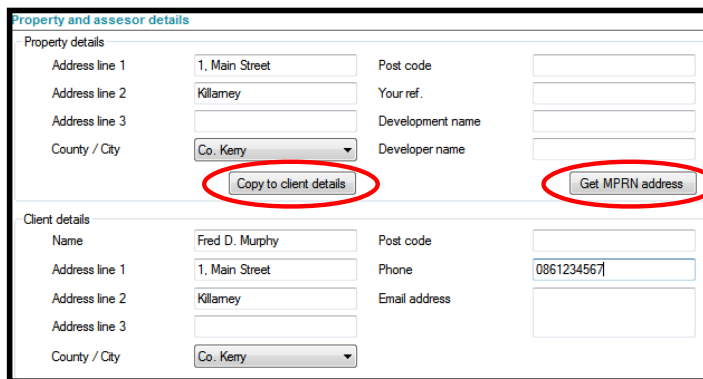 Property and assesor details
Property details
Address line 1 1, Main Street Post code
Address line 2 Killarney Your ref.
Address line 3 Development name
County / City Co. Kerry Developer name
Copy to client details Get MPRN address
Client details
Name Fred D. Murphy Post code
Address line 1 1, Main Street Phone 0861234567
Address line 2 Killarney Email address
Address line 3
County / City Co. Kerry